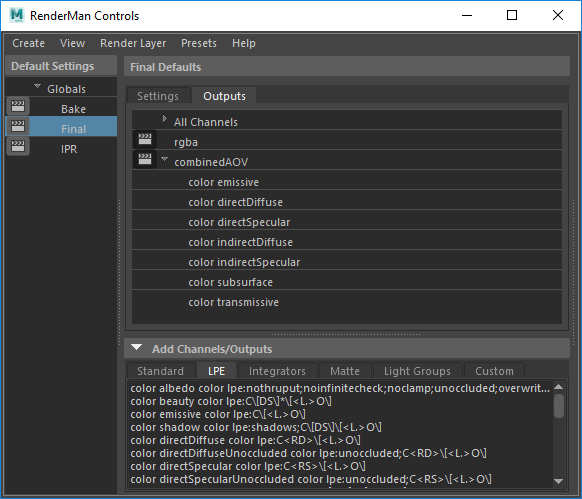 RenderMan Controls
Create View Render Layer Presets Help
Default Settings
Globals
Bake
Final
IPR
Final Defaults
Settings Outputs
All Channels
rgba
combinedAOV
color emissive
color directDiffuse
color directSpecular
color indirectDiffuse
color indirectSpecular
color subsurface
color transmissive
Add Channels/Outputs
Standard LPE Integrators Matte Light Groups Custom
color albedo color lpe:nothruput;noinfinitecheck;noclamp;unoccluded;overwrit...
color beauty color lpe:C\[DS\]*\[<L.>O\]
color emissive color lpe:C\[<L.>O\]
color shadow color lpe:shadows;C\[DS\]\[<L.>O\]
color directDiffuse color lpe:C<RD>\[<L.>O\]
color directDiffuseUnoccluded color lpe:unoccluded;C<RD>\[<L.>O\]
color directSpecular color lpe:C<RS>\[<L.>O\]
color directSpecularUnoccluded color lpe:unoccluded;C<RS>\[<L.>O\]